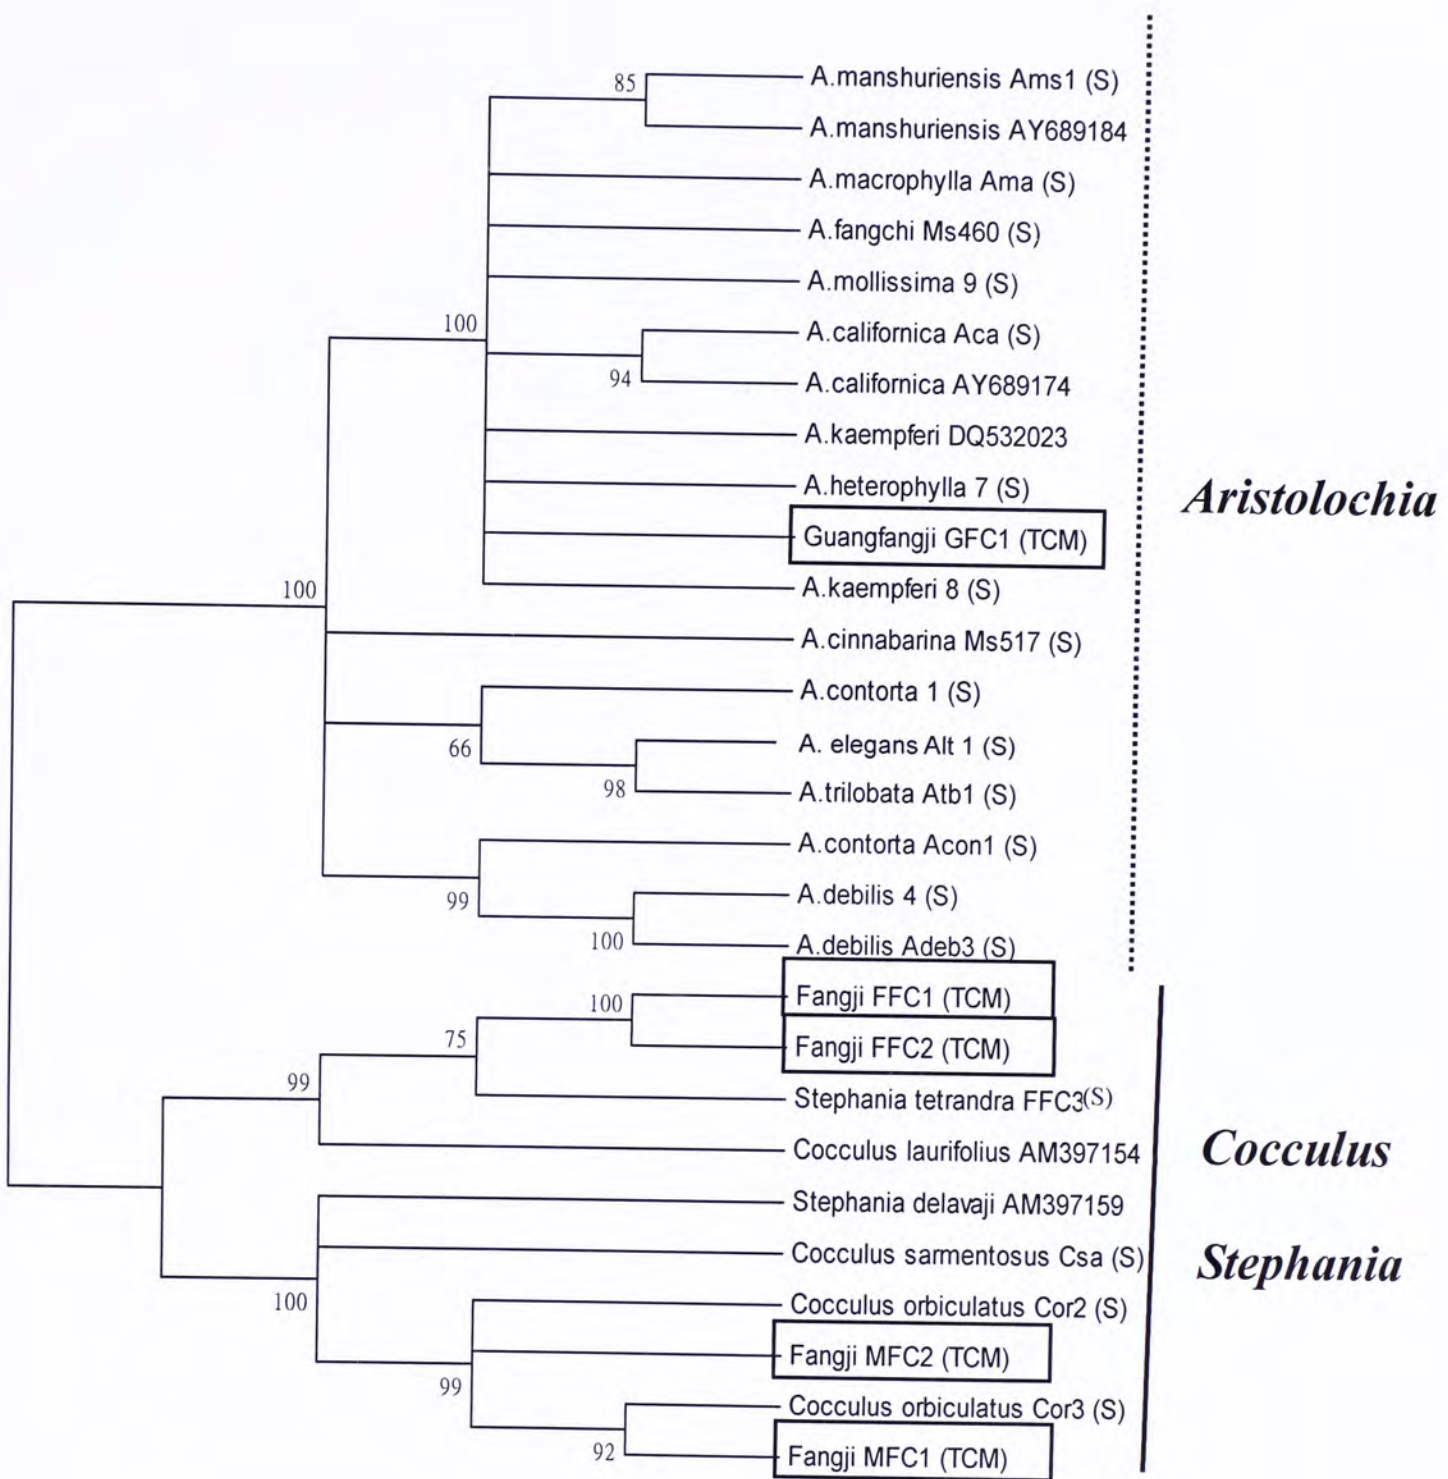 85
A.manshuriensis Ams1 (S)
A.manshuriensis AY689184
A.macrophylla Ama (S)
A.fangchi Ms460 (S)
A.mollissima 9 (S)
100
A.californica Aca (S)
94
A.californica AY689174
A.kaempferi DQ532023
A.heterophylla 7 (S)
Aristolochia
Guangfangji GFC1 (TCM)
100
A.kaempferi 8 (S)
A.cinnabarina Ms517 (S)
A.contorta 1 (S)
66
A. elegans Alt 1 (S)
98
A.trilobata Atb1 (S)
A.contorta Acon1 (S)
99
A.debilis 4 (S)
100
A.debilis Adeb3 (S)
100
Fangji FFC1 (TCM)
75
Fangji FFC2 (TCM)
99
Stephania tetrandra FFC3(S)
Cocculus laurifolius AM397154
Cocculus
Stephania delavaji AM397159
Cocculus sarmentosus Csa (S)
Stephania
100
Cocculus orbiculatus Cor2 (S)
Fangji MFC2 (TCM)
99
Cocculus orbiculatus Cor3 (S)
92
Fangji MFC1 (TCM)